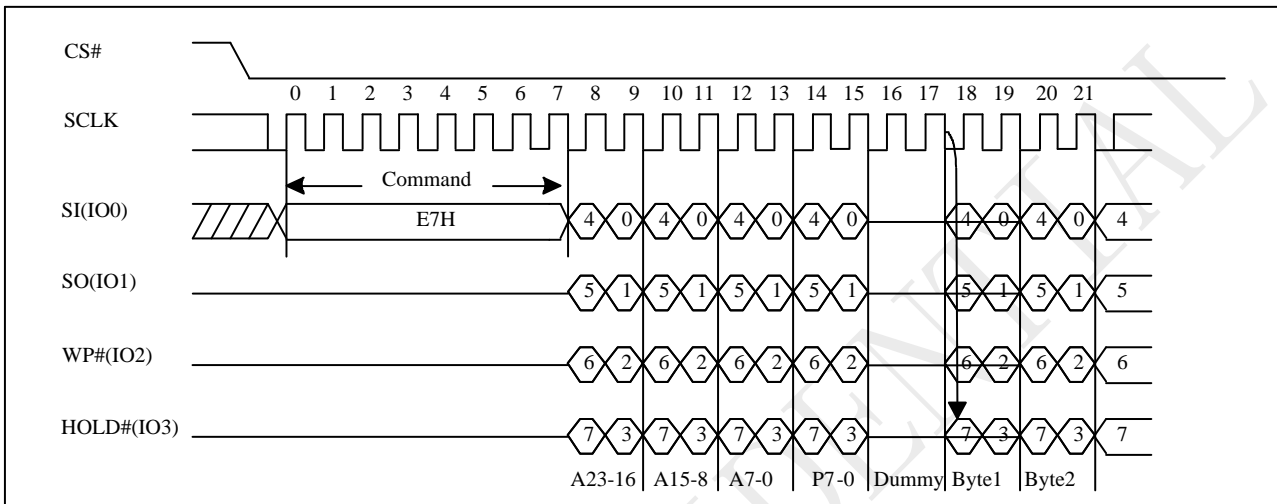 CS#
0 1 2 3 4 5 6 7 8 9 10 11 12 13 14 15 16 17 18 19 20 21
SCLK
Command
SI(IO0) E7H 4 0 4 0 4 0 4 0 4 0 4 0 4
SO(IO1) 5 1 5 1 5 1 5 1 5 1 5 1 5
WP#(IO2) 6 2 6 2 6 2 6 2 6 2 6 2 6
HOLD#(IO3) 7 3 7 3 7 3 7 3 7 3 7 3 7
A23-16 A15-8 A7-0 P7-0 Dummy Byte1 Byte2
ENTIAL